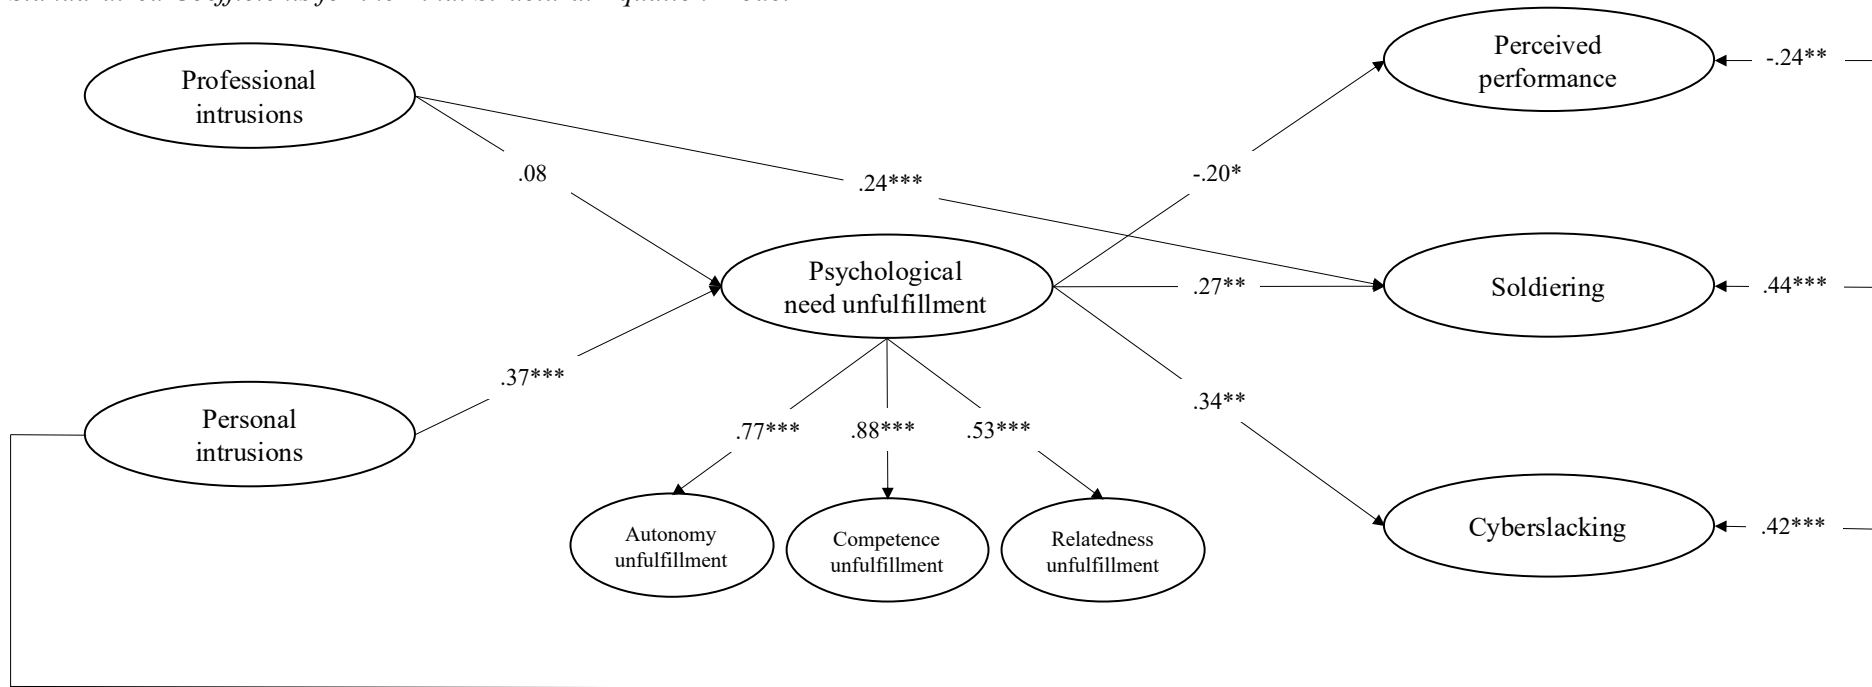 Perceived
performance
-.24**
Professional
intrusions
.08
.24***
-.20*
Psychological
need unfulfillment
.27**
Soldiering
.44***
.37***
.34**
Personal
intrusions
.77***
.88***
.53***
Autonomy
unfulfillment
Competence
unfulfillment
Relatedness
unfulfillment
Cyberslacking
.42***